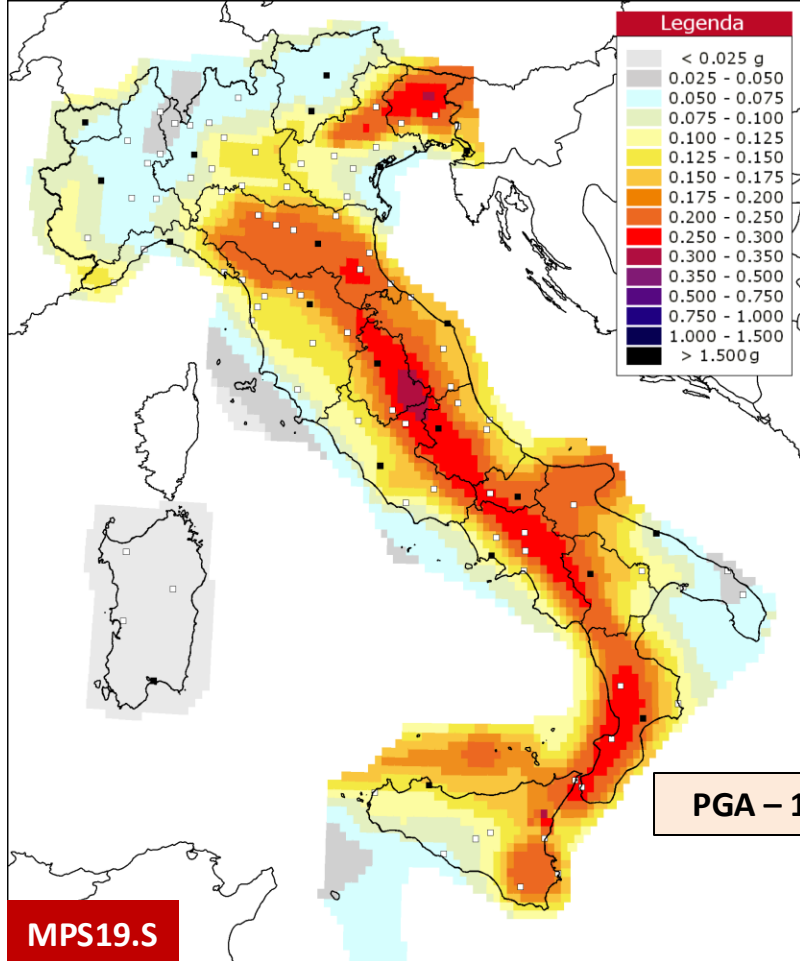 Legenda
< 0.025 g
0.025 - 0.050
0.050 - 0.075
0.075 - 0.100
0.100 - 0.125
0.125 - 0.150
0.150 - 0.175
0.175 - 0.200
0.200 - 0.250
0.250 - 0.300
0.300 - 0.350
0.350 - 0.500
0.500 - 0.750
0.750 - 1.000
1.000 - 1.500
> 1.500 g
PGA – 1
MPS19.S